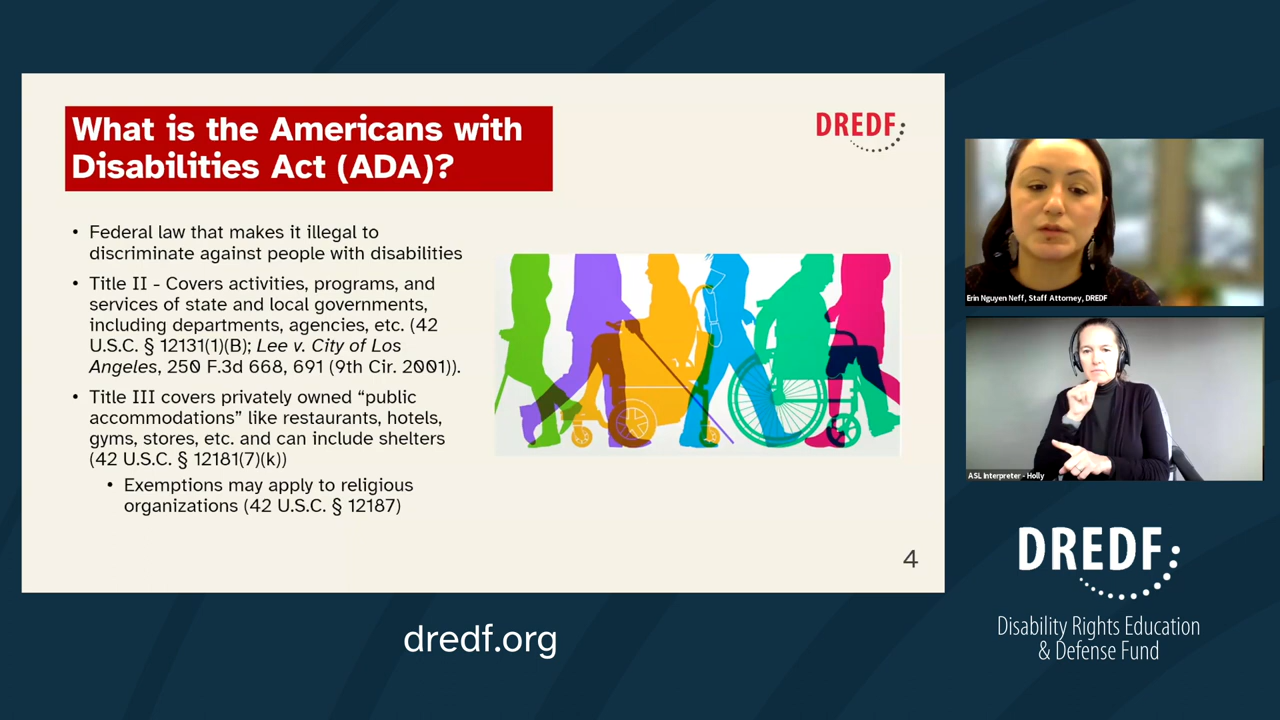 What is the Americans with
Disabilities Act (ADA)?
DREDF
• Federal law that makes it illegal to
discriminate against people with disabilities
• Title II - Covers activities, programs, and
services of state and local governments,
including departments, agencies, etc. (42
U.S.C. § 12131(1)(B); Lee v. City of Los
Angeles, 250 F.3d 668, 691 (9th Cir. 2001)).
• Title III covers privately owned “public
accommodations” like restaurants, hotels,
gyms, stores, etc. and can include shelters
(42 U.S.C. § 12181(7)(k))
• Exemptions may apply to religious
organizations (42 U.S.C. § 12187)
4
Erin Nguyen Neff, Staff Attorney, DREDF
ASL Interpreter - Holly
DREDF
Disability Rights Education
& Defense Fund
dredf.org